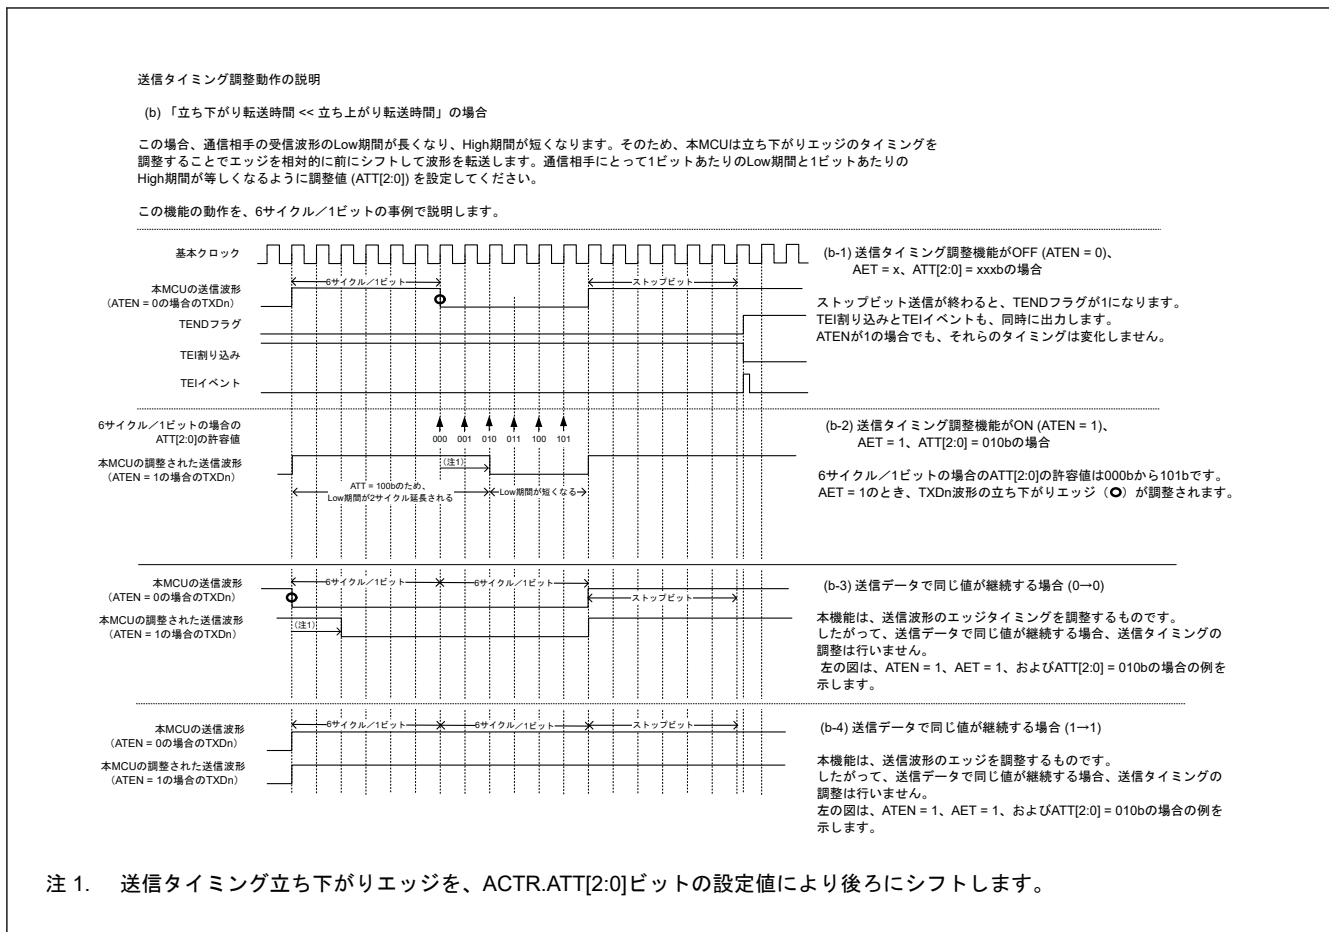 送信タイミング調整動作の説明
(b) 「立ち下がり転送時間 << 立ち上がり転送時間」の場合
この場合、通信相手の受信波形のLow期間が長くなり、High期間が短くなります。そのため、本MCUは立ち下がりエッジのタイミングを
調整することでエッジを相対的に前にシフトして波形を転送します。通信相手にとって1ビットあたりのLow期間と1ビットあたりの
High期間が等しくなるように調整値 (ATT[2:0]) を設定してください。
この機能の動作を、6サイクル／1ビットの事例で説明します。
基本クロック
(b-1) 送信タイミング調整機能がOFF (ATEN = 0)、
AET = x、ATT[2:0] = xxxbの場合
6サイクル／1ビット
ストップビット
本MCUの送信波形
（ATEN = 0の場合のTXDn）
ストップビット送信が終わると、TENDフラグが1になります。
TEI割り込みとTEIイベントも、同時に出力します。
ATENが1の場合でも、それらのタイミングは変化しません。
TENDフラグ
TEI割り込み
TEIイベント
6サイクル／1ビットの場合の
ATT[2:0]の許容値
000 001 010 011 100 101
(b-2) 送信タイミング調整機能がON (ATEN = 1)、
AET = 1、ATT[2:0] = 010bの場合
本MCUの調整された送信波形
（ATEN = 1の場合のTXDn）
（注1）
ATT = 100bのため、
Low期間が2サイクル延長される
Low期間が短くなる
6サイクル／1ビットの場合のATT[2:0]の許容値は000bから101bです。
AET = 1のとき、TXDn波形の立ち下がりエッジ（O）が調整されます。
本MCUの送信波形
（ATEN = 0の場合のTXDn）
6サイクル／1ビット
6サイクル／1ビット
ストップビット
(b-3) 送信データで同じ値が継続する場合 (0→0)
本MCUの調整された送信波形
（ATEN = 1の場合のTXDn）
（注1）
本機能は、送信波形のエッジタイミングを調整するものです。
したがって、送信データで同じ値が継続する場合、送信タイミングの
調整は行いません。
左の図は、ATEN = 1、AET = 1、およびATT[2:0] = 010bの場合の例を
示します。
本MCUの送信波形
（ATEN = 0の場合のTXDn）
6サイクル／1ビット
6サイクル／1ビット
ストップビット
(b-4) 送信データで同じ値が継続する場合 (1→1)
本MCUの調整された送信波形
（ATEN = 1の場合のTXDn）
本機能は、送信波形のエッジを調整するものです。
したがって、送信データで同じ値が継続する場合、送信タイミングの
調整は行いません。
左の図は、ATEN = 1、AET = 1、およびATT[2:0] = 010bの場合の例を
示します。
注 1. 送信タイミング立ち下がりエッジを、ACTR.ATT[2:0]ビットの設定値により後ろにシフトします。